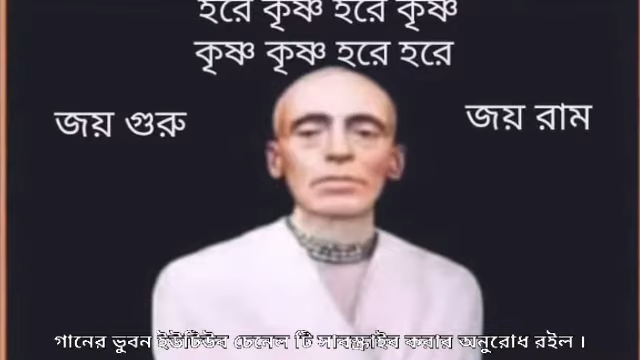 হরে কৃষ্ণ হরে কৃষ্ণ
কৃষ্ণ কৃষ্ণ হরে হরে
জয় গুরু
জয় রাম
গানের ভুবন ইউটিউব চেনেল টি সাবস্ক্রাইব করার অনুরোধ রইল ।